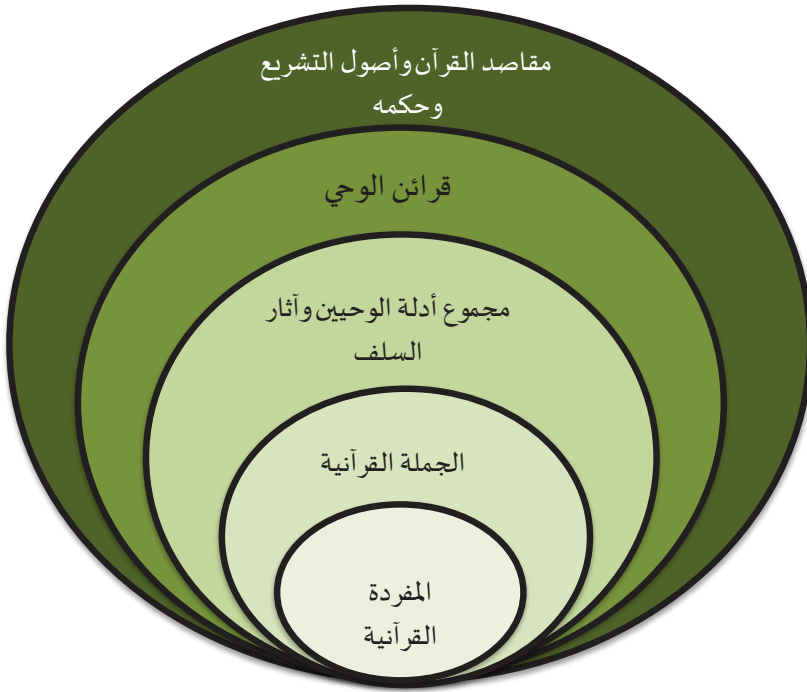 مقاصد القرآن وأصول التشريع
وحكمه
قرائن الوحي
مجموع أدلة الوحيين وآثار
السلف
الجملة القرآنية
المفردة
القرآنية